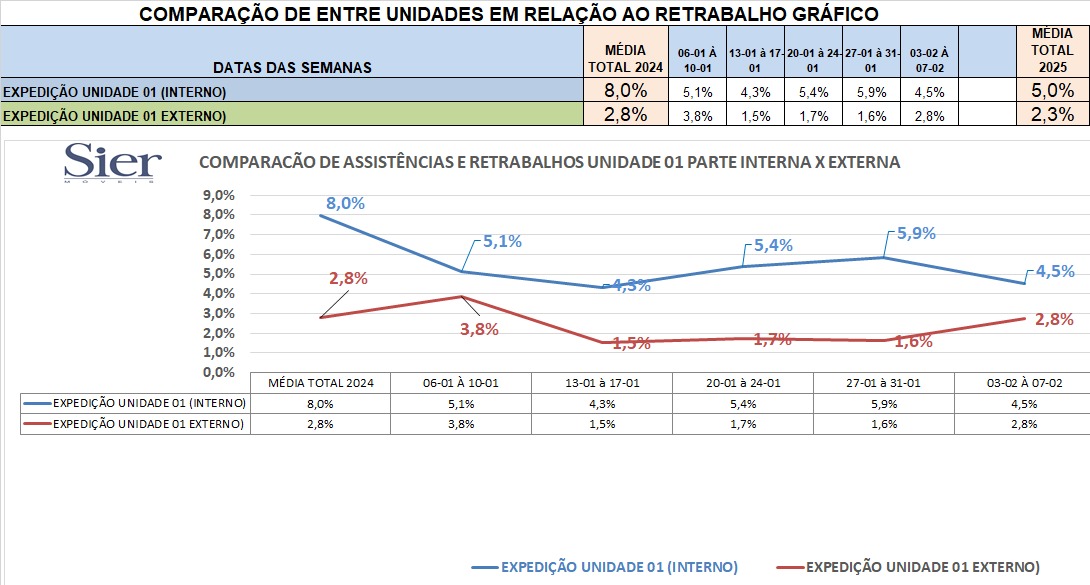 COMPARAÇÃO DE ENTRE UNIDADES EM RELAÇÃO AO RETRABALHO GRÁFICO
DATAS DAS SEMANAS MÉDIA TOTAL 2024 06-01 À 10-01 13-01 à 17-01 20-01 à 24-01 27-01 à 31-01 03-02 À 07-02 MÉDIA TOTAL 2025
EXPEDIÇÃO UNIDADE 01 (INTERNO) 8,0% 5,1% 4,3% 5,4% 5,9% 4,5% 5,0%
EXPEDIÇÃO UNIDADE 01 EXTERNO) 2,8% 3,8% 1,5% 1,7% 1,6% 2,8% 2,3%
Sier
MÓVEIS
COMPARACÃO DE ASSISTÊNCIAS E RETRABALHOS UNIDADE 01 PARTE INTERNA X EXTERNA
9,0%
8,0%
7,0%
6,0%
5,0%
4,0%
3,0%
2,0%
1,0%
0,0%
8,0%
5,1%
4,3%
5,4%
5,9%
4,5%
2,8%
3,8%
1,5%
1,7%
1,6%
2,8%
MÉDIA TOTAL 2024 06-01 À 10-01 13-01 à 17-01 20-01 à 24-01 27-01 à 31-01 03-02 À 07-02
EXPEDIÇÃO UNIDADE 01 (INTERNO) 8,0% 5,1% 4,3% 5,4% 5,9% 4,5%
EXPEDIÇÃO UNIDADE 01 EXTERNO) 2,8% 3,8% 1,5% 1,7% 1,6% 2,8%
EXPEDIÇÃO UNIDADE 01 (INTERNO) EXPEDIÇÃO UNIDADE 01 EXTERNO)